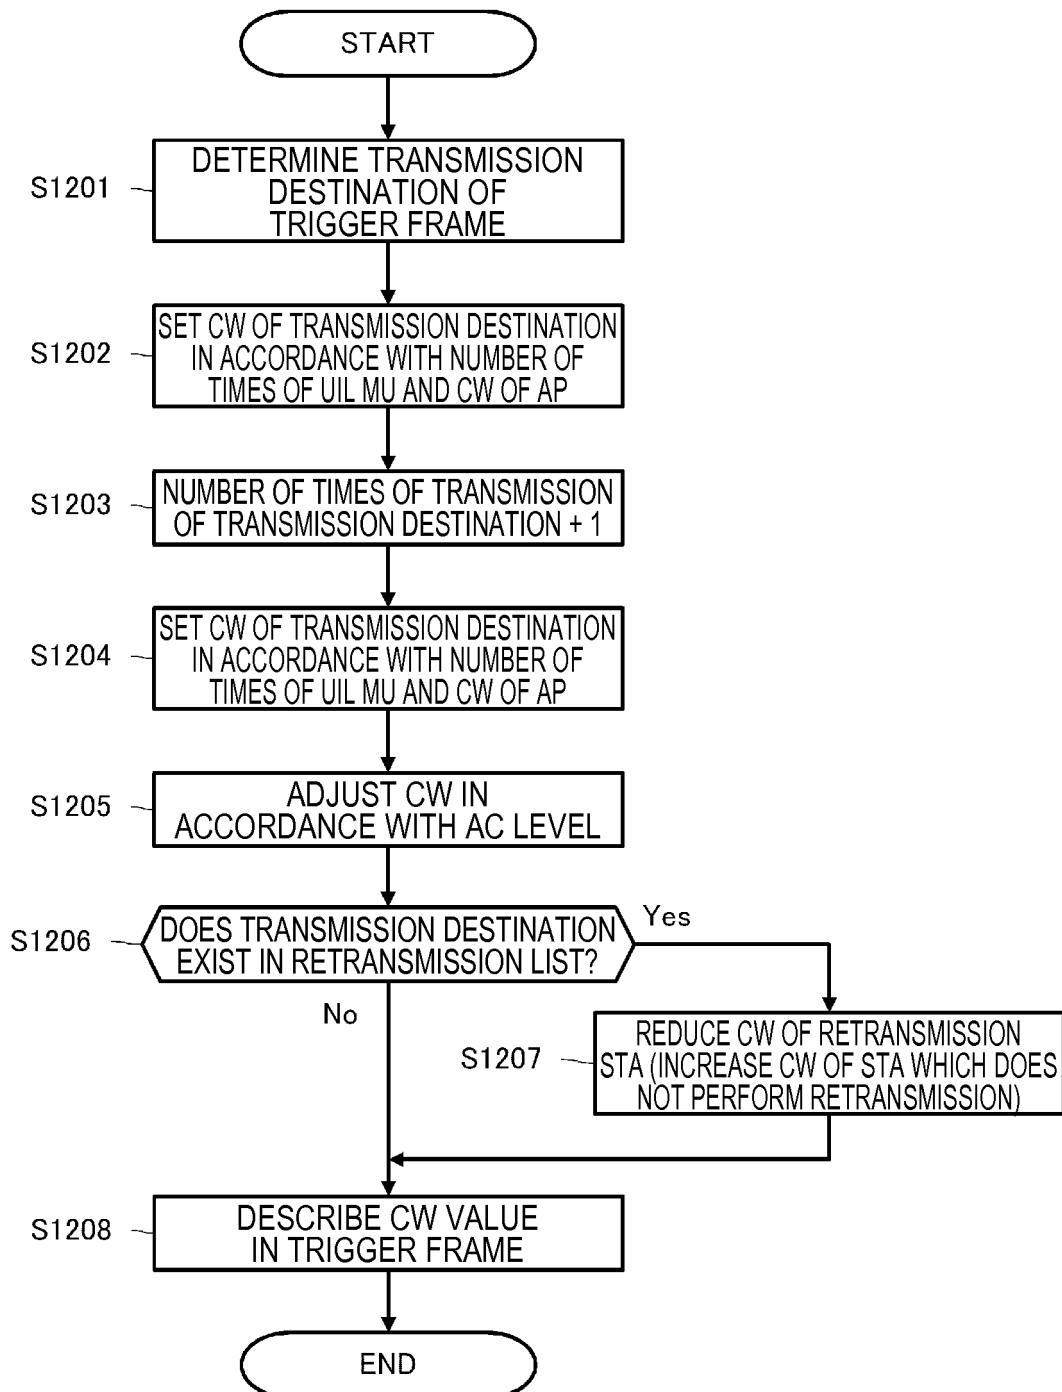 START
S1201
DETERMINE TRANSMISSION
DESTINATION OF
TRIGGER FRAME
S1202
SET CW OF TRANSMISSION DESTINATION
IN ACCORDANCE WITH NUMBER OF
TIMES OF UIL MU AND CW OF AP
S1203
NUMBER OF TIMES OF TRANSMISSION
OF TRANSMISSION DESTINATION + 1
S1204
SET CW OF TRANSMISSION DESTINATION
IN ACCORDANCE WITH NUMBER OF
TIMES OF UIL MU AND CW OF AP
S1205
ADJUST CW IN
ACCORDANCE WITH AC LEVEL
S1206
DOES TRANSMISSION DESTINATION
EXIST IN RETRANSMISSION LIST?
Yes
No
S1207
REDUCE CW OF RETRANSMISSION
STA (INCREASE CW OF STA WHICH DOES
NOT PERFORM RETRANSMISSION)
S1208
DESCRIBE CW VALUE
IN TRIGGER FRAME
END